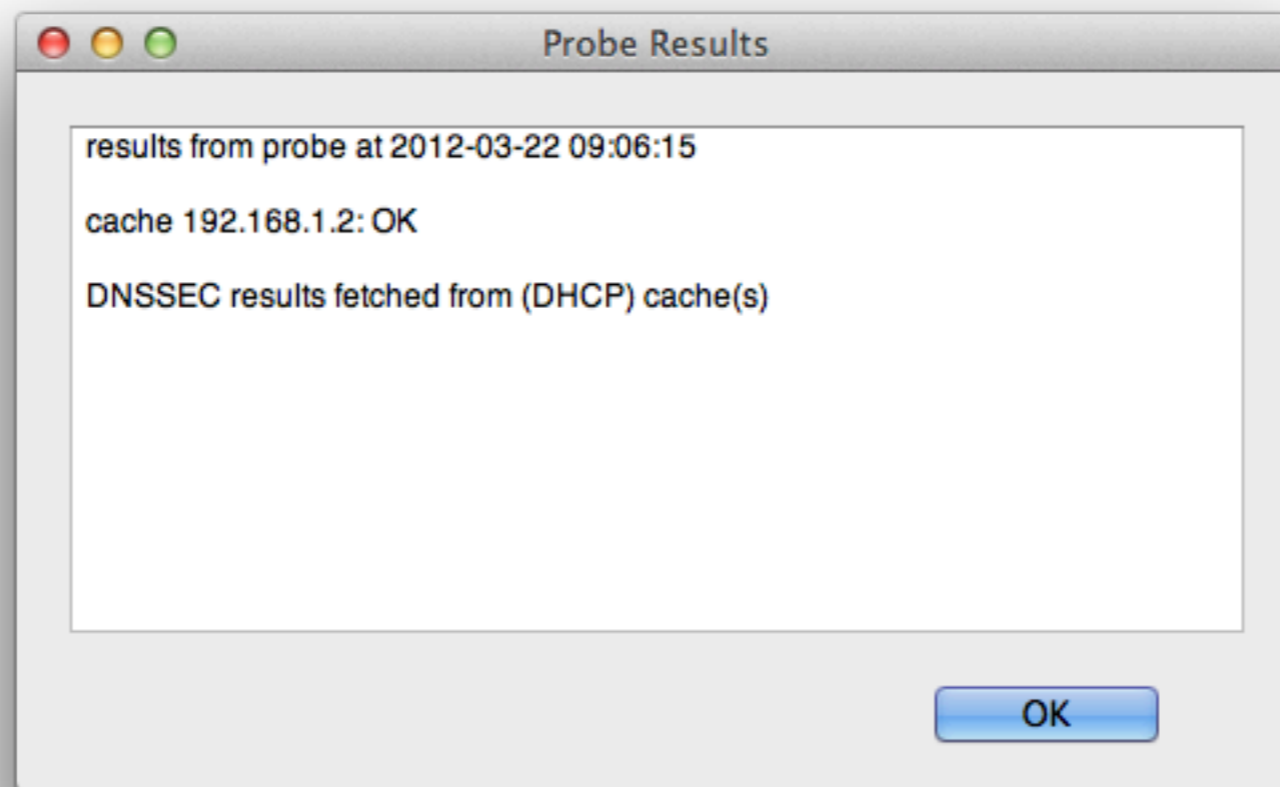 Probe Results
results from probe at 2012-03-22 09:06:15
cache 192.168.1.2: OK
DNSSEC results fetched from (DHCP) cache(s)
OK